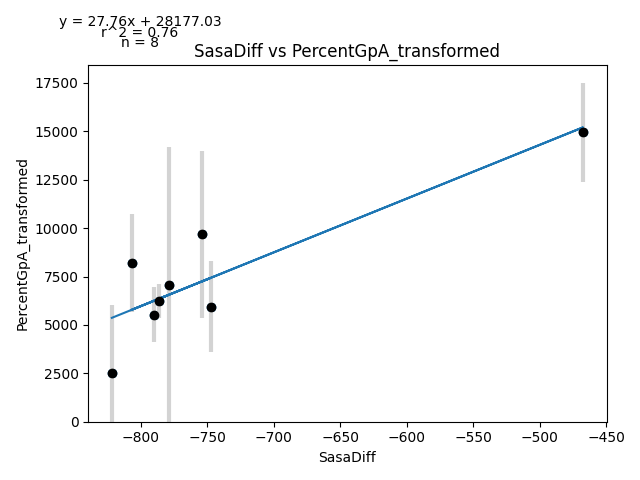 y = 27.76x + 28177.03
r^2 = 0.76
n = 8
SasaDiff vs PercentGpA_transformed
17500
15000
12500
10000
7500
5000
2500
0
PercentGpA_transformed
−800
−750
−700
−650
−600
−550
−500
−450
SasaDiff